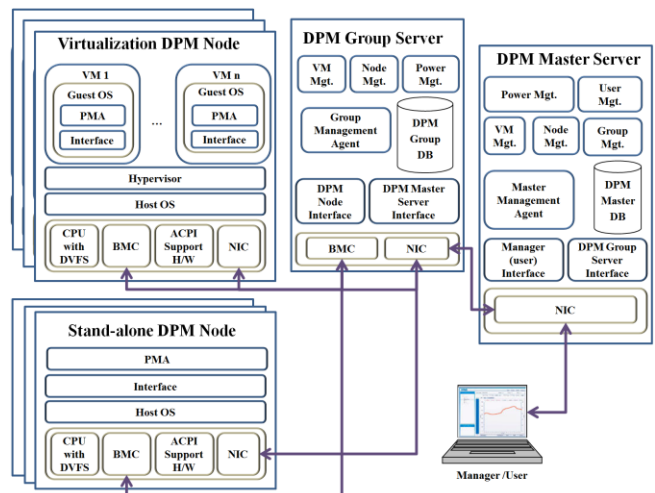 Virtualization DPM Node
VM 1
Guest OS
PMA
Interface
...
VM n
Guest OS
PMA
Interface
Hypervisor
Host OS
CPU
with
DVFS
BMC
ACPI
Support
H/W
NIC
Stand-alone DPM Node
PMA
Interface
Host OS
CPU
with
DVFS
BMC
ACPI
Support
H/W
NIC
DPM Group Server
VM
Mgt.
Node
Mgt.
Power
Mgt.
Group
Management
Agent
DPM
Group
DB
DPM
Node
Interface
DPM Master
Server
Interface
BMC
NIC
DPM Master Server
Power Mgt.
User
Mgt.
VM
Mgt.
Node
Mgt.
Group
Mgt.
Master
Management
Agent
DPM
Master
DB
Manager
(user)
Interface
DPM Group
Server
Interface
NIC
Manager /User